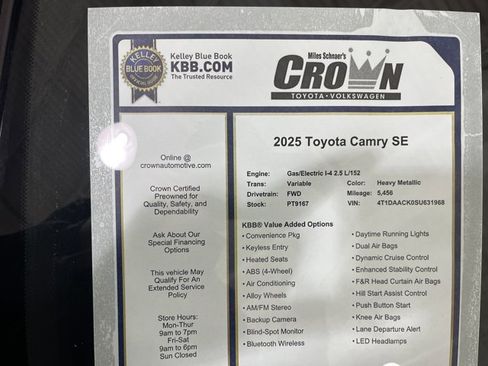 Kelley Blue Book
KBB.COM
The Trusted Resource
KELLEY
BLUE BOOK
OFFICIAL GUIDE
Miles Schnaer's
CROWN
TOYOTA • VOLKSWAGEN
Online @
crownautomotive.com
Crown Certified
Preowned for
Quality, Safety, and
Dependability
Ask About Our
Special Financing
Options
This vehicle May
Qualify For An
Extended Service
Policy
Store Hours:
Mon-Thur
9am to 7pm
Fri-Sat
9am to 6pm
Sun Closed
2025 Toyota Camry SE
Engine: Gas/Electric I-4 2.5 L/152
Trans: Variable Color: Heavy Metallic
Drivetrain: FWD Mileage: 5,456
Stock: PT9167 VIN: 4T1DAACK0SU631968
KBB® Value Added Options
• Convenience Pkg
• Keyless Entry
• Heated Seats
• ABS (4-Wheel)
• Air Conditioning
• Alloy Wheels
• AM/FM Stereo
• Backup Camera
• Blind-Spot Monitor
• Bluetooth Wireless
• Daytime Running Lights
• Dual Air Bags
• Dynamic Cruise Control
• Enhanced Stability Control
• F&R Head Curtain Air Bags
• Hill Start Assist Control
• Push Button Start
• Knee Air Bags
• Lane Departure Alert
• LED Headlamps